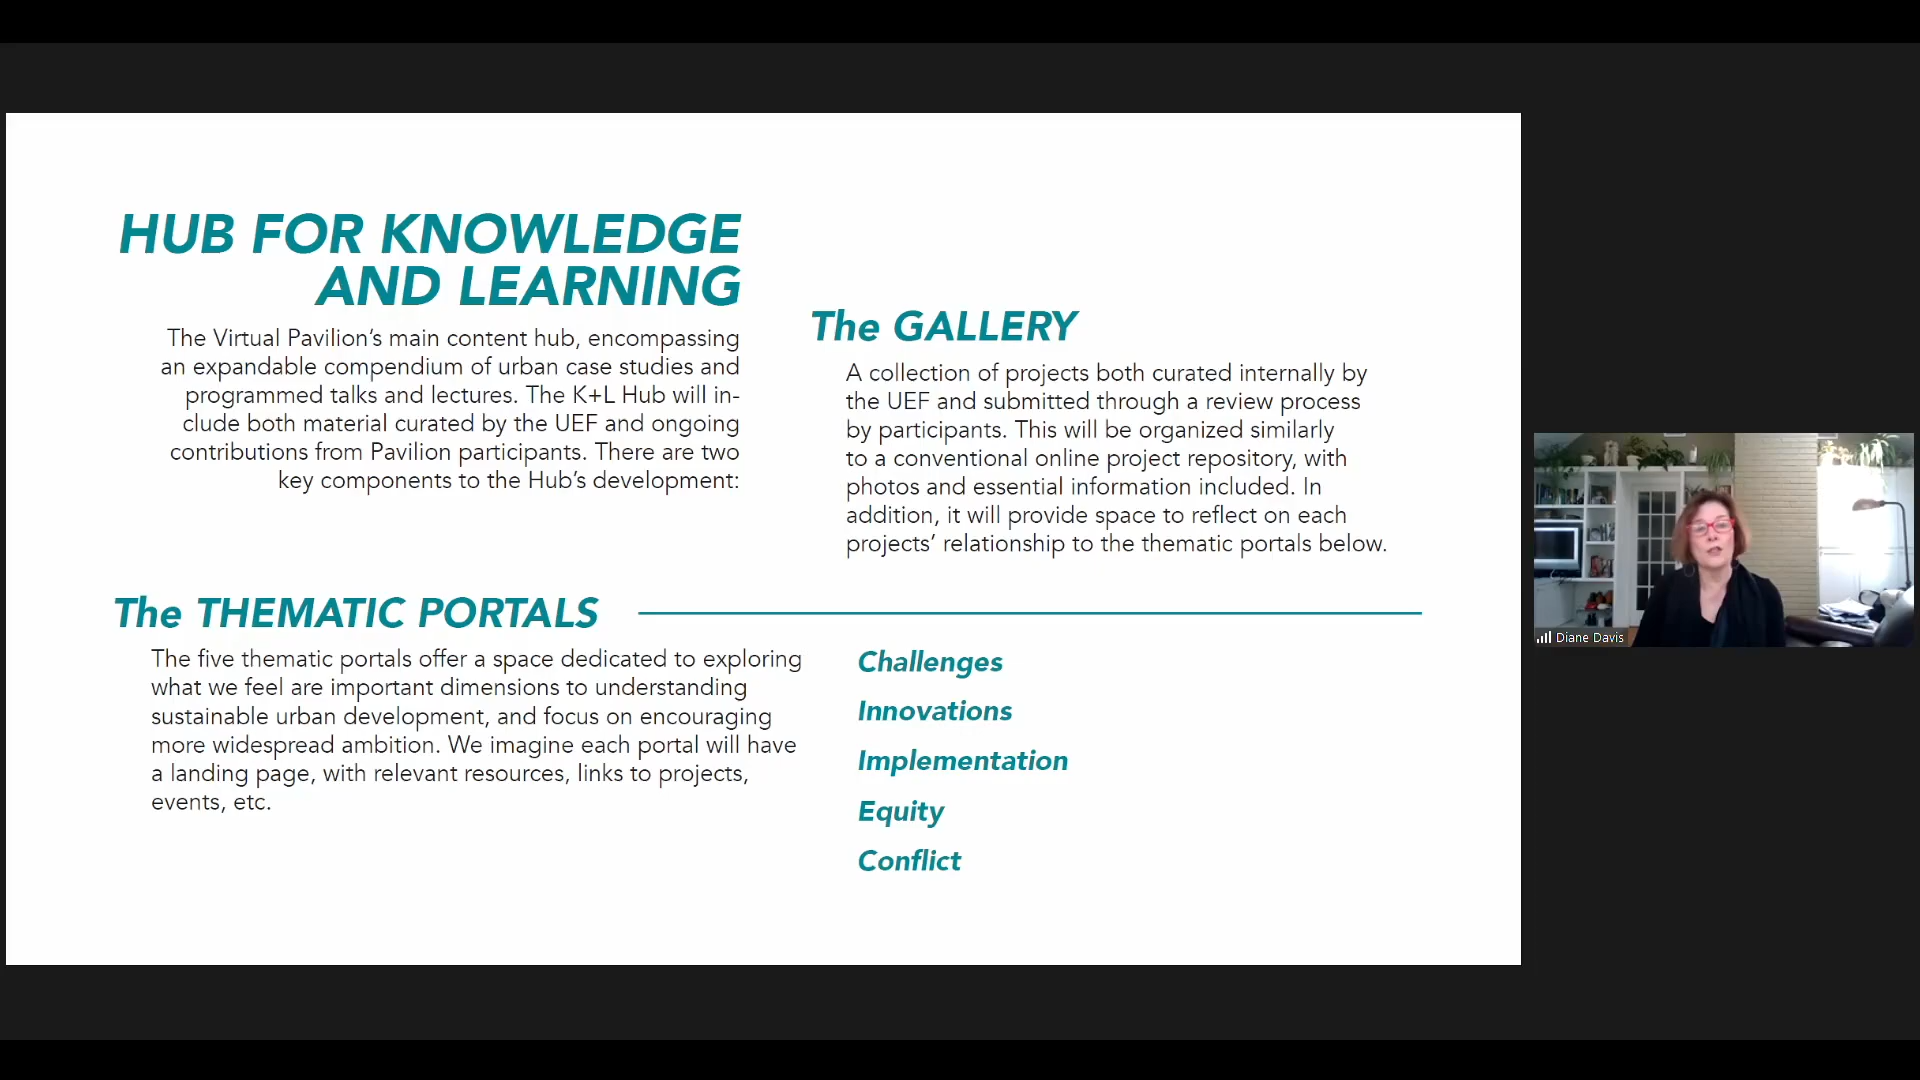 HUB FOR KNOWLEDGE
AND LEARNING
The Virtual Pavilion's main content hub, encompassing
an expandable compendium of urban case studies and
programmed talks and lectures. The K+L Hub will in-
clude both material curated by the UEF and ongoing
contributions from Pavilion participants. There are two
key components to the Hub's development:
The GALLERY
A collection of projects both curated internally by
the UEF and submitted through a review process
by participants. This will be organized similarly
to a conventional online project repository, with
photos and essential information included. In
addition, it will provide space to reflect on each
projects' relationship to the thematic portals below.
The THEMATIC PORTALS
The five thematic portals offer a space dedicated to exploring
what we feel are important dimensions to understanding
sustainable urban development, and focus on encouraging
more widespread ambition. We imagine each portal will have
a landing page, with relevant resources, links to projects,
events, etc.
Challenges
Innovations
Implementation
Equity
Conflict
Diane Davis